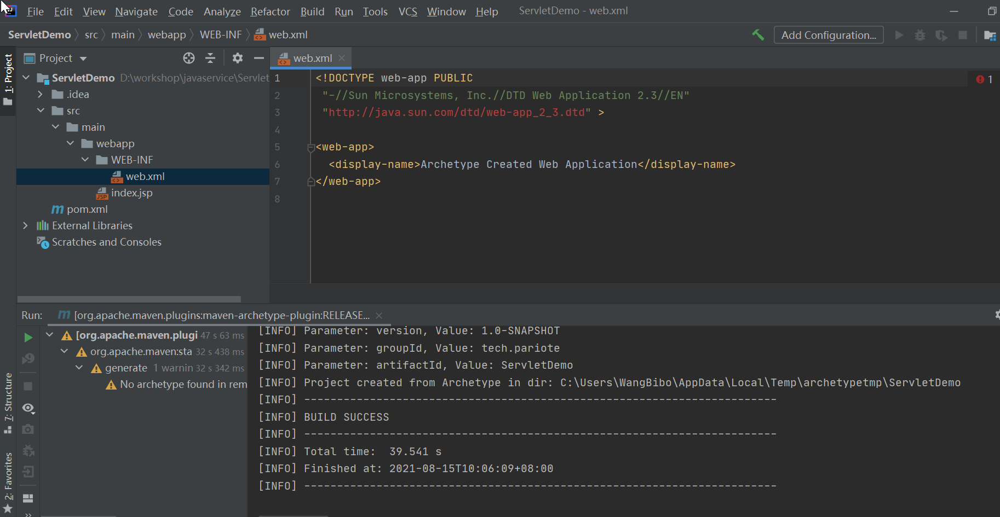 File Edit View Navigate Code Analyze Refactor Build Run Tools VCS Window Help ServletDemo - web.xml
ServletDemo src main webapp WEB-INF web.xml Add Configuration...
1: Project
Project
web.xml
ServletDemo D:\workshop\javaservice\Servlet
.idea
src
main
webapp
WEB-INF
web.xml
index.jsp
pom.xml
External Libraries
Scratches and Consoles
1 <!DOCTYPE web-app PUBLIC
2 "-//Sun Microsystems, Inc.//DTD Web Application 2.3//EN"
3 "http://java.sun.com/dtd/web-app_2_3.dtd" >
4
5 <web-app>
6 <display-name>Archetype Created Web Application</display-name>
7 </web-app>
8
1
Run: [org.apache.maven.plugins:maven-archetype-plugin:RELEASE...
[org.apache.maven.plugi 47 s 63 ms
org.apache.maven:sta 32 s 438 ms
generate 1 warnin 32 s 342 ms
No archetype found in rem
[INFO] Parameter: version, Value: 1.0-SNAPSHOT
[INFO] Parameter: groupId, Value: tech.pariote
[INFO] Parameter: artifactId, Value: ServletDemo
[INFO] Project created from Archetype in dir: C:\Users\WangBibo\AppData\Local\Temp\archetypetmp\ServletDemo
[INFO] ------------------------------------------------------------------------
[INFO] BUILD SUCCESS
[INFO] ------------------------------------------------------------------------
[INFO] Total time:  39.541 s
[INFO] Finished at: 2021-08-15T10:06:09+08:00
[INFO] ------------------------------------------------------------------------
7: Structure
2: Favorites